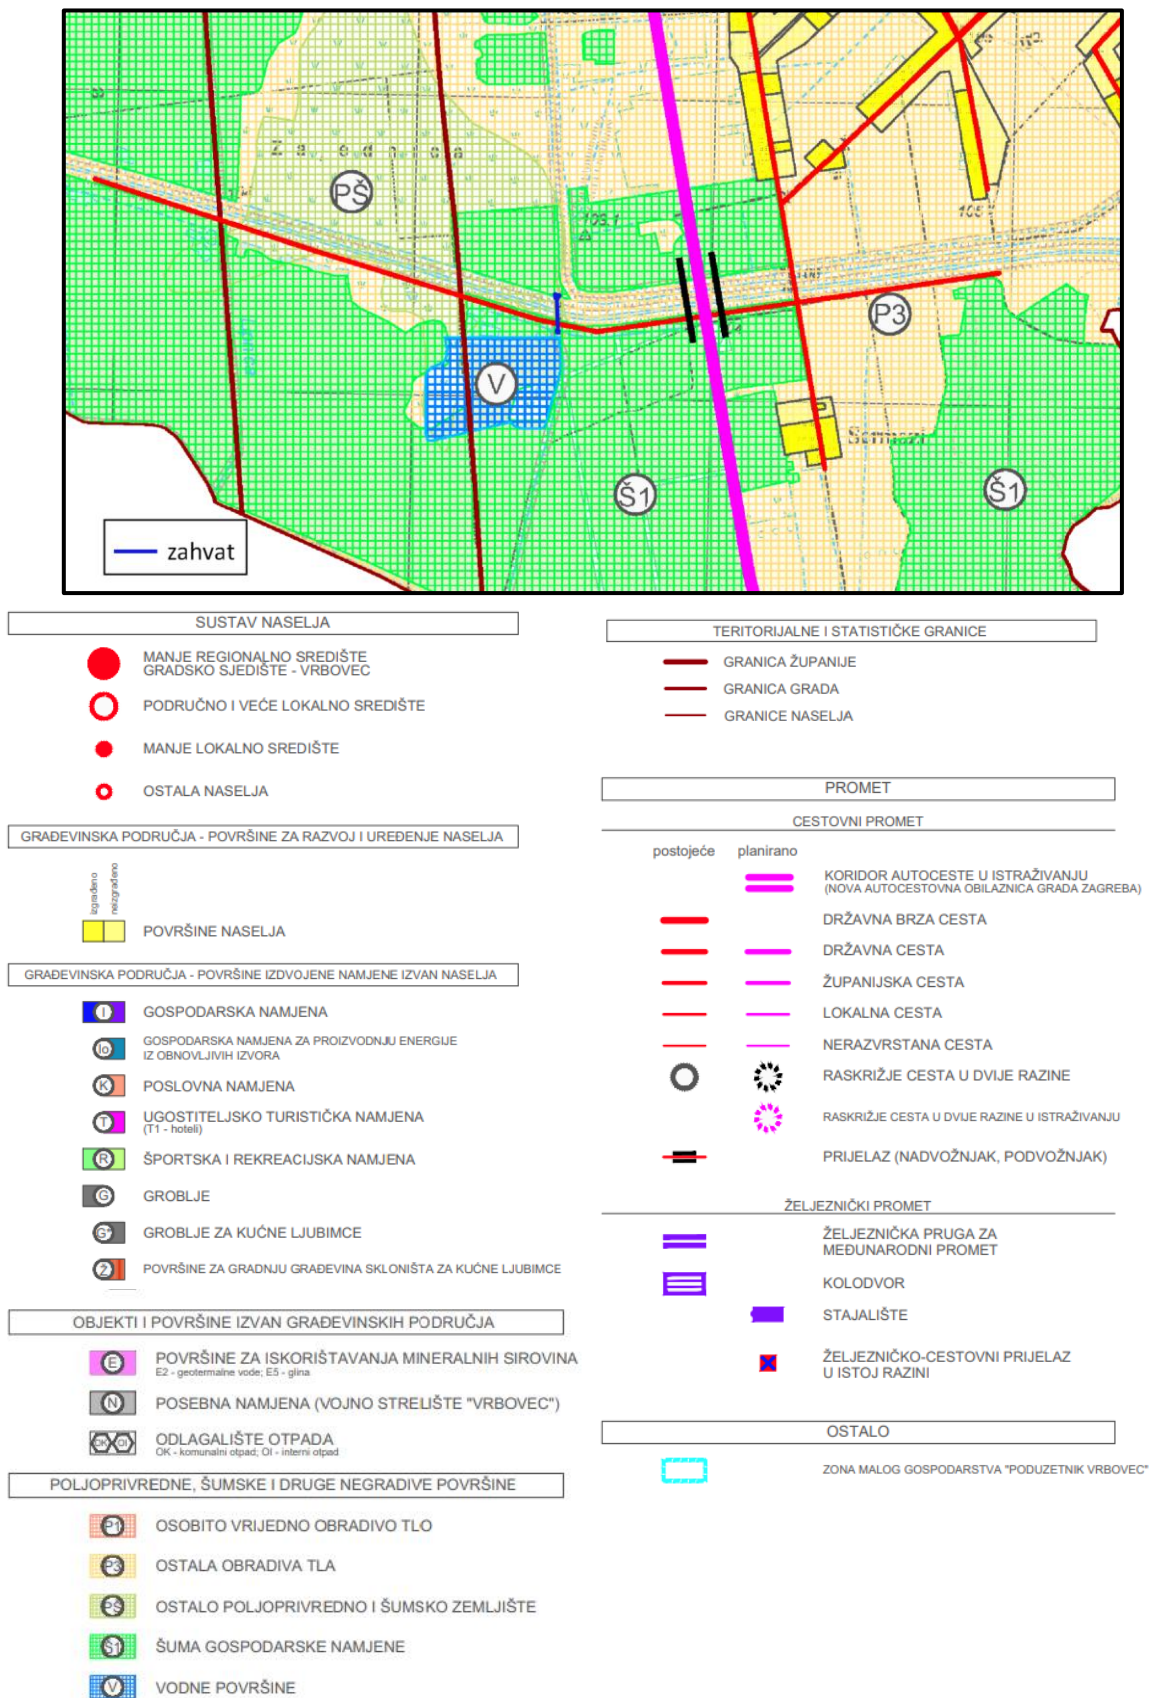 Zavodnica
PŠ
109.1
105
P3
V
Š1
Š1
zahvat
SUSTAV NASELJA
MANJE REGIONALNO SREDIŠTE
GRADSKO SJEDIŠTE - VRBOVEC
PODRUČNO I VEĆE LOKALNO SREDIŠTE
MANJE LOKALNO SREDIŠTE
OSTALA NASELJA
GRAĐEVINSKA PODRUČJA - POVRŠINE ZA RAZVOJ I UREĐENJE NASELJA
izgrađeno
neizgrađeno
POVRŠINE NASELJA
GRAĐEVINSKA PODRUČJA - POVRŠINE IZDVOJENE NAMJENE IZVAN NASELJA
I GOSPODARSKA NAMJENA
Io GOSPODARSKA NAMJENA ZA PROIZVODNJU ENERGIJE
IZ OBNOVLJIVIH IZVORA
K POSLOVNA NAMJENA
T UGOSTITELJSKO TURISTIČKA NAMJENA
(T1 - hoteli)
R ŠPORTSKA I REKREACIJSKA NAMJENA
G GROBLJE
G* GROBLJE ZA KUĆNE LJUBIMCE
Ž POVRŠINE ZA GRADNJU GRAĐEVINA SKLONIŠTA ZA KUĆNE LJUBIMCE
OBJEKTI I POVRŠINE IZVAN GRAĐEVINSKIH PODRUČJA
E POVRŠINE ZA ISKORIŠTAVANJA MINERALNIH SIROVINA
E2 - geotermalne vode; E5 - glina
N POSEBNA NAMJENA (VOJNO STRELIŠTE "VRBOVEC")
OK OI ODLAGALIŠTE OTPADA
OK - komunalni otpad; OI - interni otpad
POLJOPRIVREDNE, ŠUMSKE I DRUGE NEGRADIVE POVRŠINE
P1 OSOBITO VRIJEDNO OBRADIVO TLO
P3 OSTALA OBRADIVA TLA
PŠ OSTALO POLJOPRIVREDNO I ŠUMSKO ZEMLJIŠTE
Š1 ŠUMA GOSPODARSKE NAMJENE
V VODNE POVRŠINE
TERITORIJALNE I STATISTIČKE GRANICE
GRANICA ŽUPANIJE
GRANICA GRADA
GRANICE NASELJA
PROMET
CESTOVNI PROMET
postojeće planirano
KORIDOR AUTOCESTE U ISTRAŽIVANJU
(NOVA AUTOCESTOVNA OBILAZNICA GRADA ZAGREBA)
DRŽAVNA BRZA CESTA
DRŽAVNA CESTA
ŽUPANIJSKA CESTA
LOKALNA CESTA
NERAZVRSTANA CESTA
RASKRIŽJE CESTA U DVIJE RAZINE
RASKRIŽJE CESTA U DVIJE RAZINE U ISTRAŽIVANJU
PRIJELAZ (NADVOŽNJAK, PODVOŽNJAK)
ŽELJEZNIČKI PROMET
ŽELJEZNIČKA PRUGA ZA
MEĐUNARODNI PROMET
KOLODVOR
STAJALIŠTE
ŽELJEZNIČKO-CESTOVNI PRIJELAZ
U ISTOJ RAZINI
OSTALO
ZONA MALOG GOSPODARSTVA "PODUZETNIK VRBOVEC"